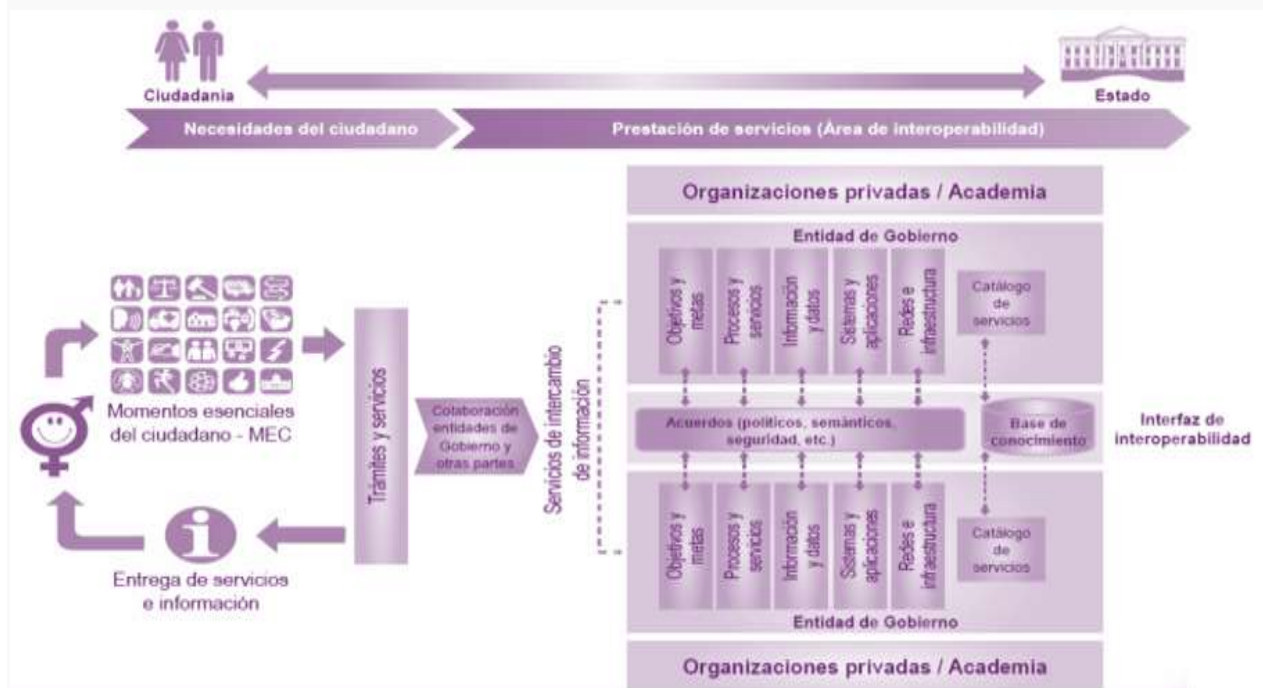 Ciudadania
Estado
Necesidades del ciudadano
Prestación de servicios (Área de interoperabilidad)
Momentos esenciales
del ciudadano - MEC
Entrega de servicios
e información
Trámites y servicios
Colaboración
entidades de
Gobierno y
otras partes
Servicios de intercambio
de información
Organizaciones privadas / Academia
Entidad de Gobierno
Objetivos y
metas
Procesos y
servicios
Información
y datos
Sistemas y
aplicaciones
Redes e
infraestructura
Catálogo
de
servicios
Acuerdos (políticos, semánticos,
seguridad, etc.)
Base de
conocimiento
Interfaz de
interoperabilidad
Objetivos y
metas
Procesos y
servicios
Información
y datos
Sistemas y
aplicaciones
Redes e
infraestructura
Catálogo
de
servicios
Entidad de Gobierno
Organizaciones privadas / Academia